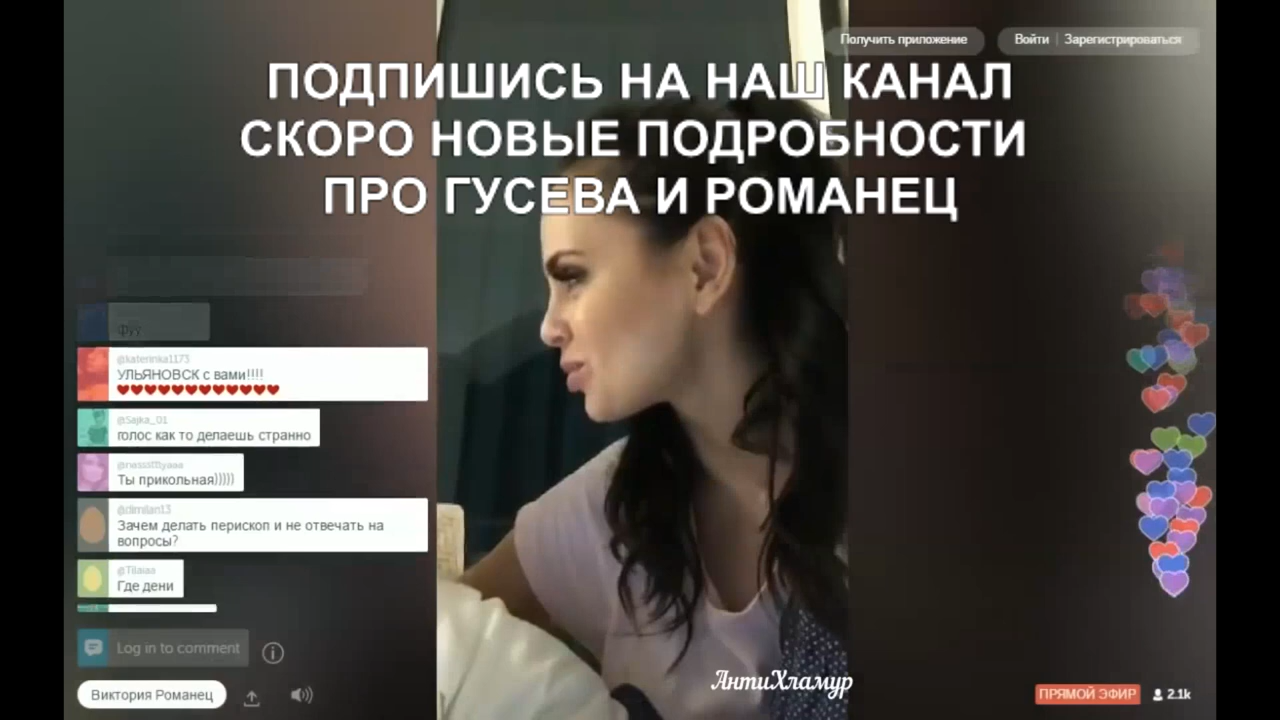 Получить приложение
Войти | Зарегистрироваться
ПОДПИШИСЬ НА НАШ КАНАЛ
СКОРО НОВЫЕ ПОДРОБНОСТИ
ПРО ГУСЕВА И РОМАНЕЦ
Фуу
@katerinka1173
УЛЬЯНОВСК с вами!!!!
❤❤❤❤❤❤❤❤❤❤❤❤
@Sajka_01
голос как то делаешь странно
Ты прикольная)))))
@dimilan13
Зачем делать перископ и не отвечать на
вопросы?
@Tilaiaa
Где дени
Log in to comment
Виктория Романец
АнтиХламур
ПРЯМОЙ ЭФИР
2.1k